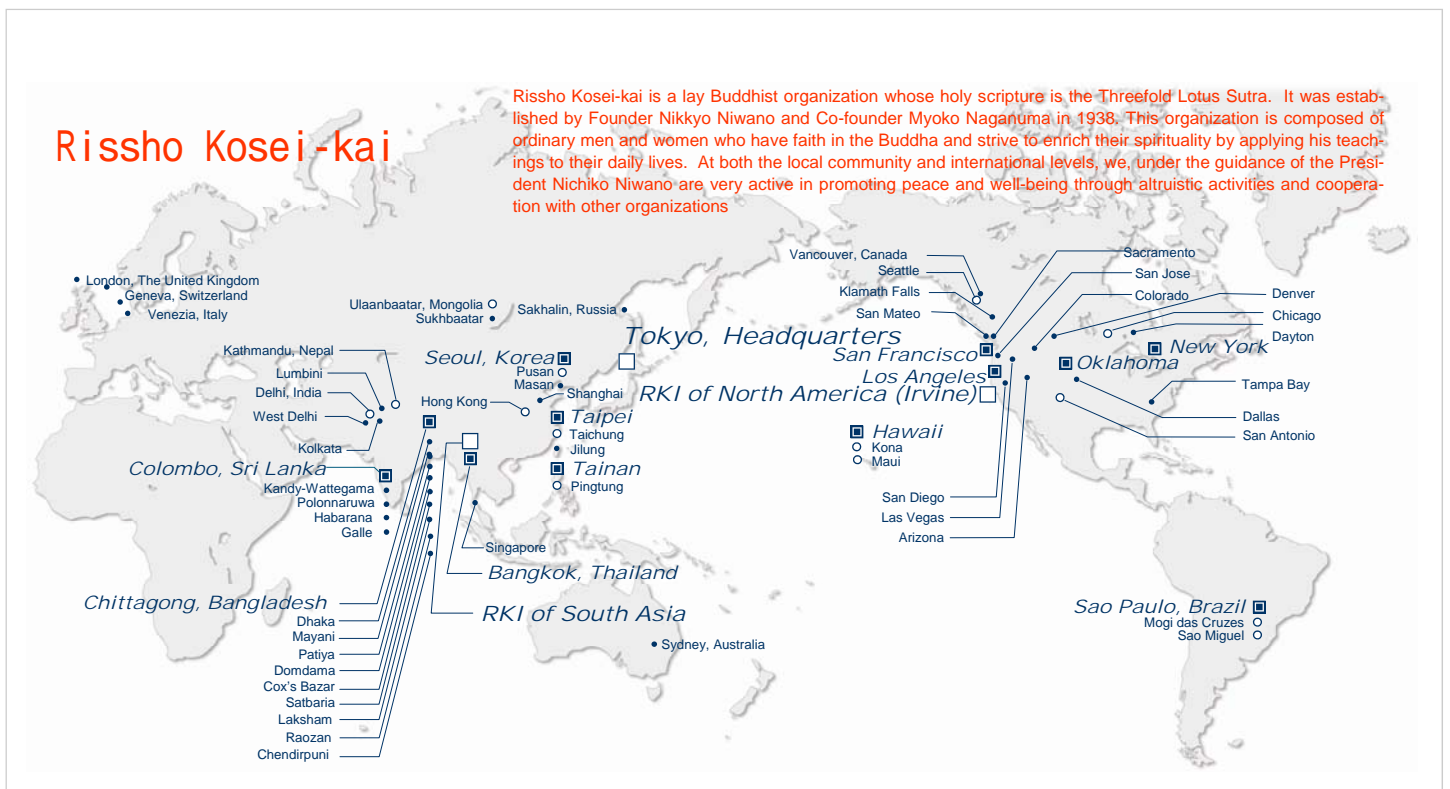 Rissho Kosei-kai is a lay Buddhist organization whose holy scripture is the Threefold Lotus Sutra. It was estab-
lished by Founder Nikkyo Niwano and Co-founder Myoko Naganuma in 1938. This organization is composed of
ordinary men and women who have faith in the Buddha and strive to enrich their spirituality by applying his teach-
ings to their daily lives. At both the local community and international levels, we, under the guidance of the Presi-
dent Nichiko Niwano are very active in promoting peace and well-being through altruistic activities and coopera-
tion with other organizations
Rissho Kosei-kai
London, The United Kingdom
Geneva, Switzerland
Venezia, Italy
Ulaanbaatar, Mongolia
Sukhbaatar
Sakhalin, Russia
Tokyo, Headquarters
Seoul, Korea
Pusan
Masan
Shanghai
Hong Kong
Kathmandu, Nepal
Lumbini
Delhi, India
West Delhi
Kolkata
Colombo, Sri Lanka
Kandy-Wattegama
Polonnaruwa
Habarana
Galle
Taipei
Taichung
Jilung
Tainan
Pingtung
Singapore
Bangkok, Thailand
RKI of South Asia
Chittagong, Bangladesh
Dhaka
Mayani
Patiya
Domdama
Cox's Bazar
Satbaria
Laksham
Raozan
Chendirpuni
Sydney, Australia
Vancouver, Canada
Seattle
Klamath Falls
San Mateo
San Francisco
Los Angeles
RKI of North America (Irvine)
Hawaii
Kona
Maui
San Diego
Las Vegas
Arizona
Sacramento
San Jose
Colorado
Denver
Chicago
Dayton
New York
Oklahoma
Tampa Bay
Dallas
San Antonio
Sao Paulo, Brazil
Mogi das Cruzes
Sao Miguel